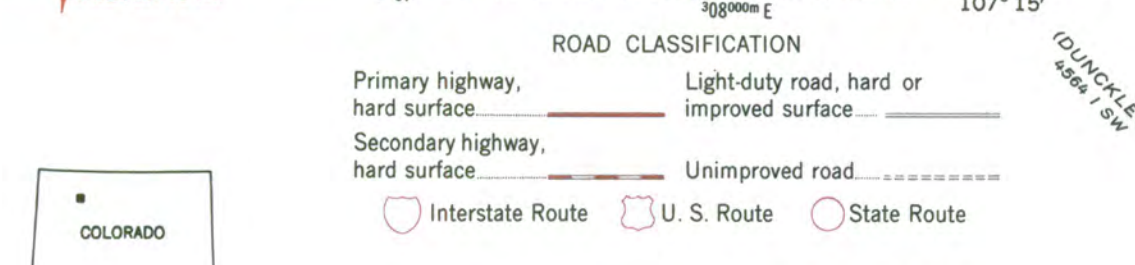 ³08⁰⁰⁰ᵐ E
107° 15′
ROAD CLASSIFICATION
Primary highway,
hard surface
Light-duty road, hard or
improved surface
Secondary highway,
hard surface
Unimproved road
Interstate Route
U. S. Route
State Route
(DUNCKLE
4564 I SW
COLORADO